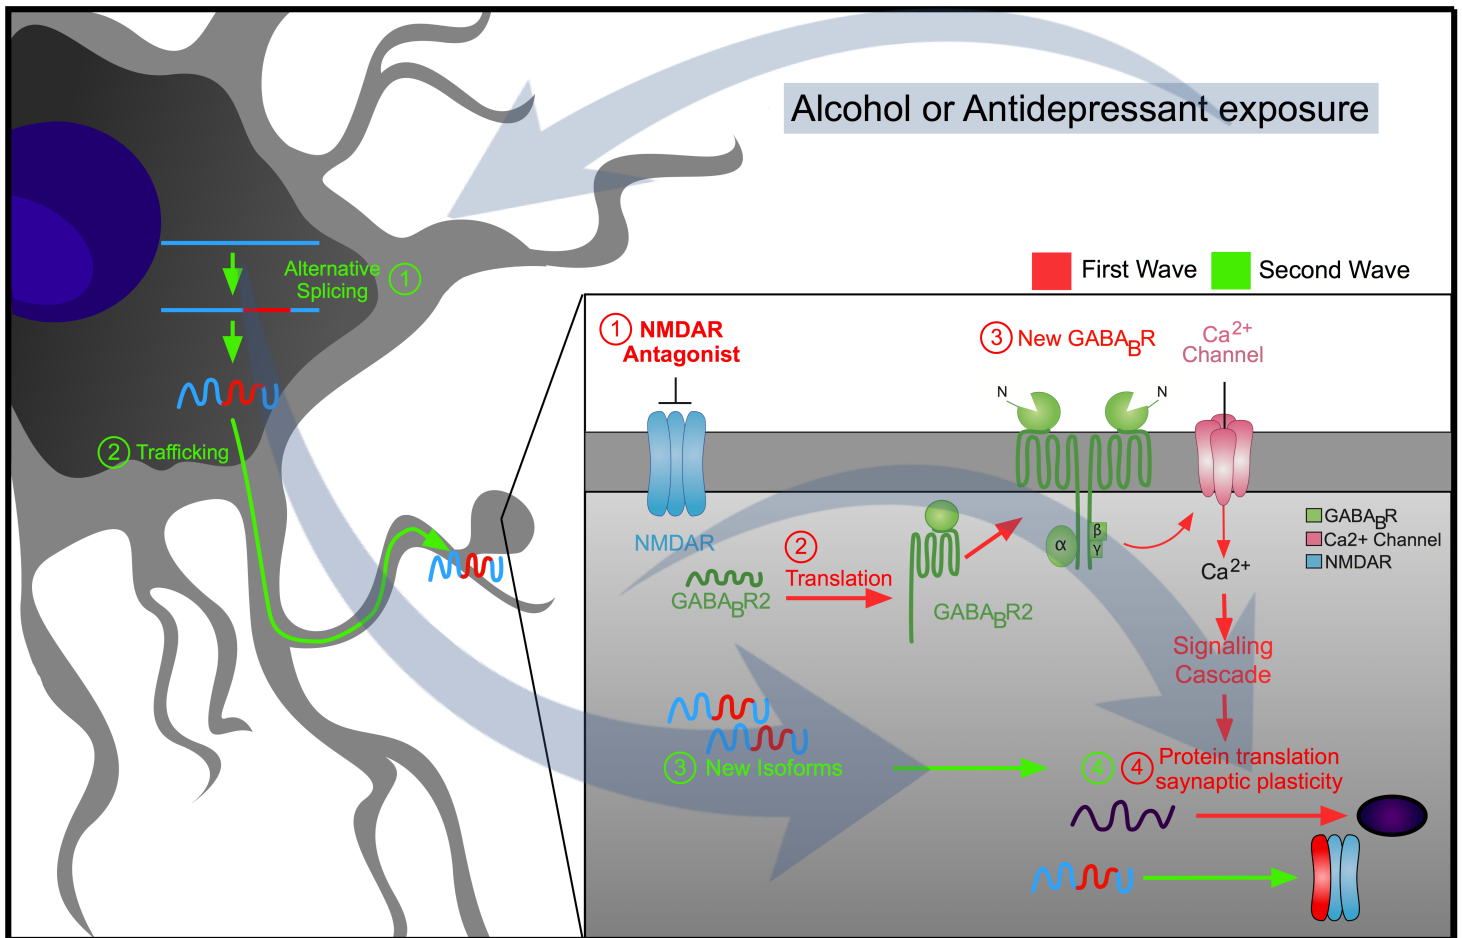 Alcohol or Antidepressant exposure
First Wave
Second Wave
Alternative
Splicing
1
2 Trafficking
1 NMDAR
Antagonist
3 New GABABR
Ca2+
Channel
N
N
NMDAR
2
Translation
GABABR2
GABABR2
α
β
γ
Ca2+
GABABR
Ca2+ Channel
NMDAR
Signaling
Cascade
3 New Isoforms
4 4 Protein translation
saynaptic plasticity